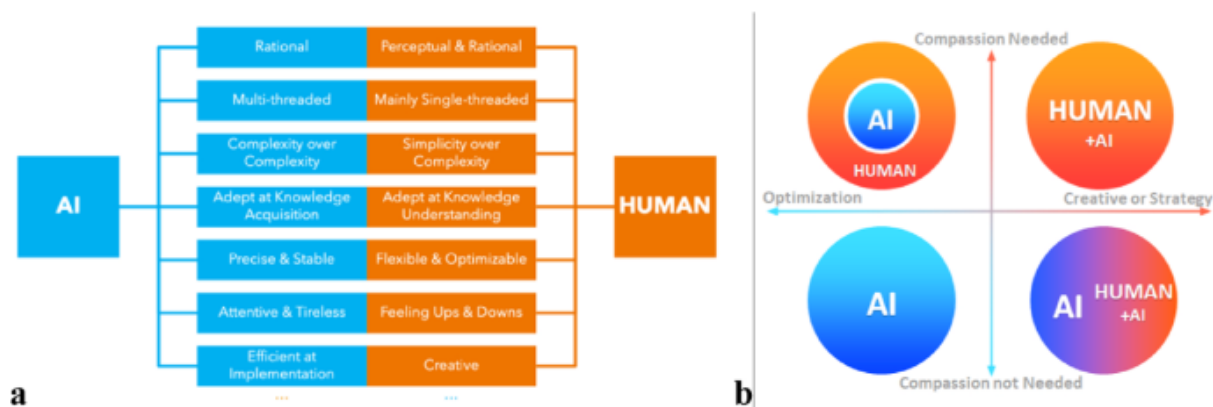 Rational
Perceptual & Rational
Multi-threaded
Mainly Single-threaded
Complexity over
Complexity
Simplicity over
Complexity
AI
Adept at Knowledge
Acquisition
Adept at Knowledge
Understanding
HUMAN
Precise & Stable
Flexible & Optimizable
Attentive & Tireless
Feeling Ups & Downs
Efficient at
Implementation
Creative
...
...
a
Compassion Needed
AI
HUMAN
HUMAN
+AI
Optimization
Creative or Strategy
AI
AI
HUMAN
+AI
Compassion not Needed
b